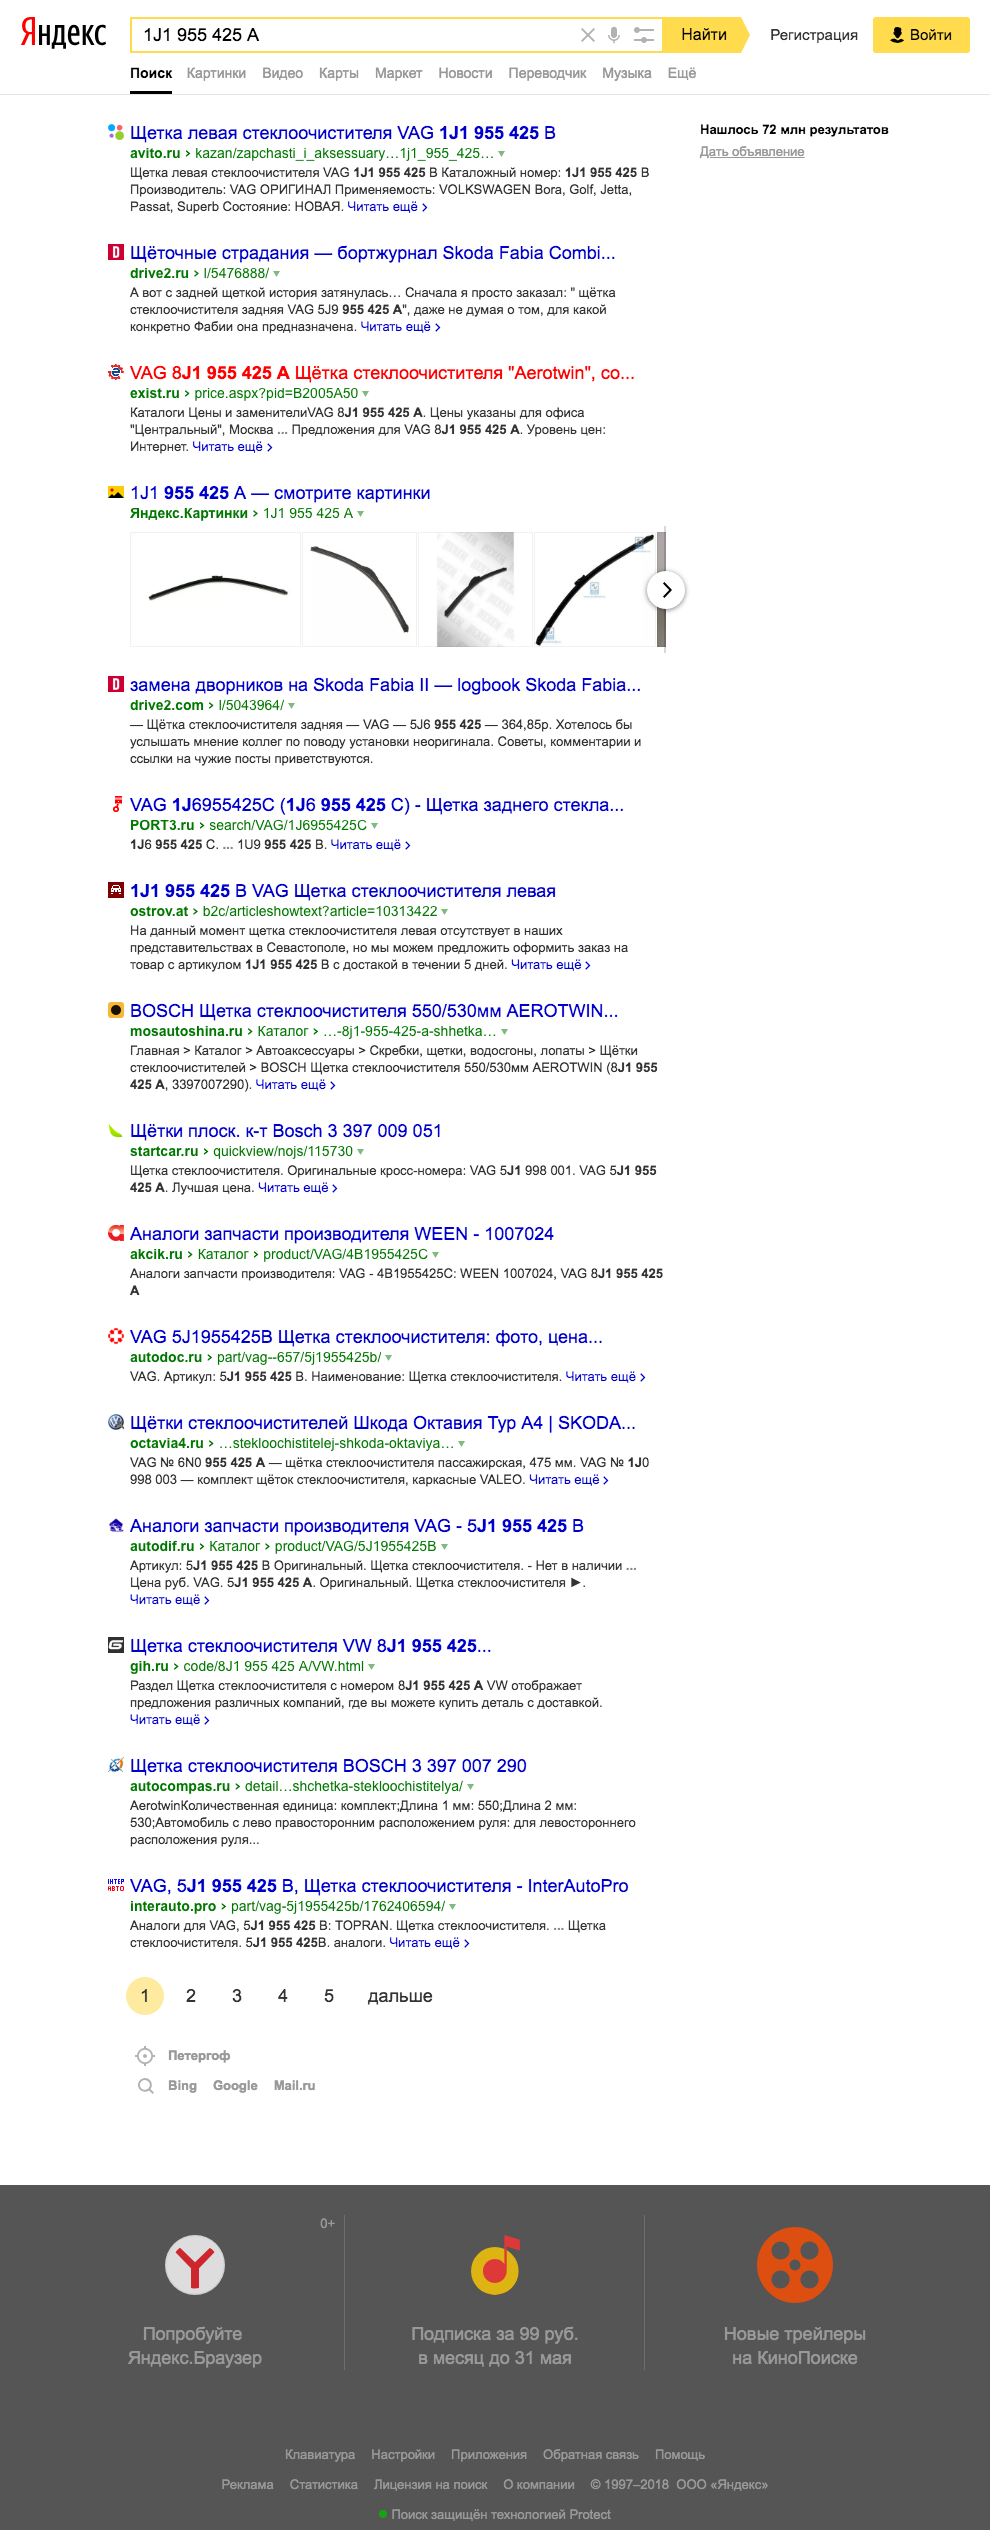 Яндекс
1J1 955 425 A
Найти
Регистрация
Войти
Поиск Картинки Видео Карты Маркет Новости Переводчик Музыка Ещё
Нашлось 72 млн результатов
Дать объявление
Щетка левая стеклоочистителя VAG 1J1 955 425 B
avito.ru › kazan/zapchasti_i_aksessuary…1j1_955_425…
Щетка левая стеклоочистителя VAG 1J1 955 425 B Каталожный номер: 1J1 955 425 B
Производитель: VAG ОРИГИНАЛ Применяемость: VOLKSWAGEN Bora, Golf, Jetta,
Passat, Superb Состояние: НОВАЯ. Читать ещё ›
Щёточные страдания — бортжурнал Skoda Fabia Combi...
drive2.ru › l/5476888/
А вот с задней щеткой история затянулась… Сначала я просто заказал: " щётка
стеклоочистителя задняя VAG 5J9 955 425 A", даже не думая о том, для какой
конкретно Фабии она предназначена. Читать ещё ›
VAG 8J1 955 425 A Щётка стеклоочистителя "Aerotwin", со...
exist.ru › price.aspx?pid=B2005A50
Каталоги Цены и заменителиVAG 8J1 955 425 A. Цены указаны для офиса
"Центральный", Москва ... Предложения для VAG 8J1 955 425 A. Уровень цен:
Интернет. Читать ещё ›
1J1 955 425 A — смотрите картинки
Яндекс.Картинки › 1J1 955 425 A
замена дворников на Skoda Fabia II — logbook Skoda Fabia...
drive2.com › l/5043964/
— Щётка стеклоочистителя задняя — VAG — 5J6 955 425 — 364,85р. Хотелось бы
услышать мнение коллег по поводу установки неоригинала. Советы, комментарии и
ссылки на чужие посты приветствуются.
VAG 1J6955425C (1J6 955 425 C) - Щетка заднего стекла...
PORT3.ru › search/VAG/1J6955425C
1J6 955 425 C. ... 1U9 955 425 B. Читать ещё ›
1J1 955 425 B VAG Щетка стеклоочистителя левая
ostrov.at › b2c/articleshowtext?article=10313422
На данный момент щетка стеклоочистителя левая отсутствует в наших
представительствах в Севастополе, но мы можем предложить оформить заказ на
товар с артикулом 1J1 955 425 B с достакой в течении 5 дней. Читать ещё ›
BOSCH Щетка стеклоочистителя 550/530мм AEROTWIN...
mosautoshina.ru › Каталог › …-8j1-955-425-a-shhetka…
Главная > Каталог > Автоаксессуары > Скребки, щетки, водосгоны, лопаты > Щётки
стеклоочистителей > BOSCH Щетка стеклоочистителя 550/530мм AEROTWIN (8J1 955
425 A, 3397007290). Читать ещё ›
Щётки плоск. к-т Bosch 3 397 009 051
startcar.ru › quickview/nojs/115730
Щетка стеклоочистителя. Оригинальные кросс-номера: VAG 5J1 998 001. VAG 5J1 955
425 A. Лучшая цена. Читать ещё ›
Аналоги запчасти производителя WEEN - 1007024
akcik.ru › Каталог › product/VAG/4B1955425C
Аналоги запчасти производителя: VAG - 4B1955425C: WEEN 1007024, VAG 8J1 955 425
A
VAG 5J1955425B Щетка стеклоочистителя: фото, цена...
autodoc.ru › part/vag--657/5j1955425b/
VAG. Артикул: 5J1 955 425 B. Наименование: Щетка стеклоочистителя. Читать ещё ›
Щётки стеклоочистителей Шкода Октавия Тур А4 | SKODA...
octavia4.ru › …stekloochistitelej-shkoda-oktaviya…
VAG № 6N0 955 425 A — щётка стеклоочистителя пассажирская, 475 мм. VAG № 1J0
998 003 — комплект щёток стеклоочистителя, каркасные VALEO. Читать ещё ›
Аналоги запчасти производителя VAG - 5J1 955 425 B
autodif.ru › Каталог › product/VAG/5J1955425B
Артикул: 5J1 955 425 B Оригинальный. Щетка стеклоочистителя. - Нет в наличии ...
Цена руб. VAG. 5J1 955 425 A. Оригинальный. Щетка стеклоочистителя ►.
Читать ещё ›
Щетка стеклоочистителя VW 8J1 955 425...
gih.ru › code/8J1 955 425 A/VW.html
Раздел Щетка стеклоочистителя с номером 8J1 955 425 A VW отображает
предложения различных компаний, где вы можете купить деталь с доставкой.
Читать ещё ›
Щетка стеклоочистителя BOSCH 3 397 007 290
autocompas.ru › detail…shchetka-stekloochistitelya/
AerotwinКоличественная единица: комплект;Длина 1 мм: 550;Длина 2 мм:
530;Автомобиль с лево правосторонним расположением руля: для левостороннего
расположения руля...
ИНТЕР
АВТО
VAG, 5J1 955 425 B, Щетка стеклоочистителя - InterAutoPro
interauto.pro › part/vag-5j1955425b/1762406594/
Аналоги для VAG, 5J1 955 425 B: TOPRAN. Щетка стеклоочистителя. ... Щетка
стеклоочистителя. 5J1 955 425B. аналоги. Читать ещё ›
1 2 3 4 5 дальше
Петергоф
Bing Google Mail.ru
0+
Попробуйте
Яндекс.Браузер
Подписка за 99 руб.
в месяц до 31 мая
Новые трейлеры
на КиноПоиске
Клавиатура Настройки Приложения Обратная связь Помощь
Реклама Статистика Лицензия на поиск О компании © 1997–2018 ООО «Яндекс»
Поиск защищён технологией Protect